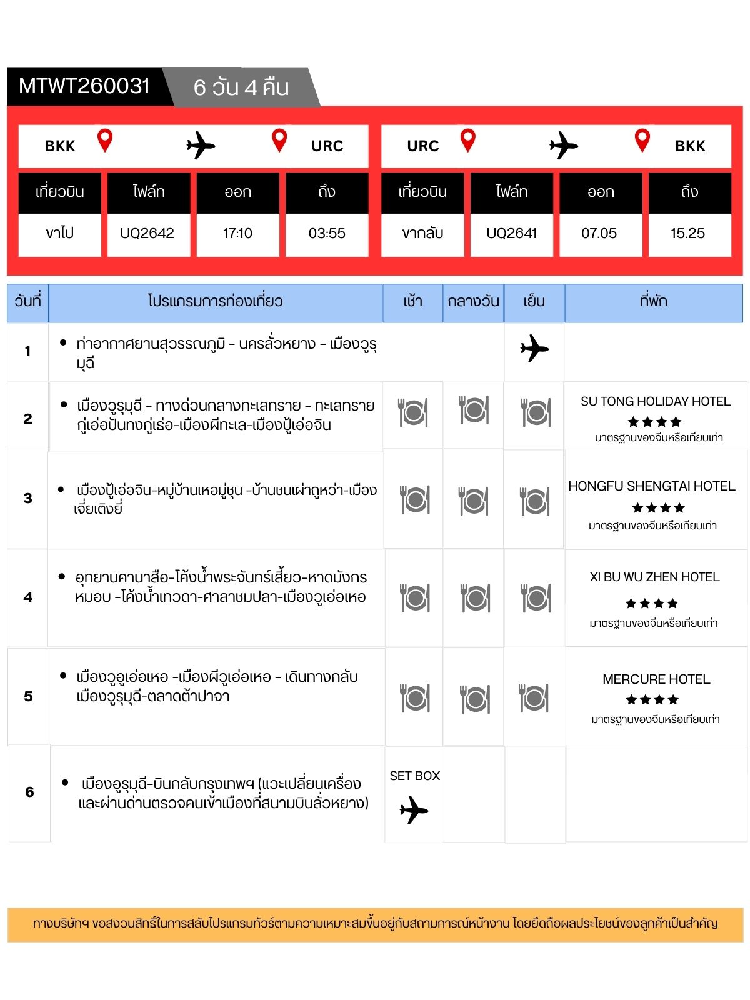 MTWT260031
6 วัน 4 คืน
BKK URC
URC BKK
เที่ยวบิน ไฟล์ท ออก ถึง
เที่ยวบิน ไฟล์ท ออก ถึง
ขาไป UQ2642 17:10 03:55
ขากลับ UQ2641 07.05 15.25
วันที่ โปรแกรมการท่องเที่ยว เช้า กลางวัน เย็น ที่พัก
1
• ท่าอากาศยานสุวรรณภูมิ - นครลั่วหยาง - เมืองวูรุ
มุฉี
2
• เมืองวูรุมุฉี - ทางด่วนกลางทะเลทราย - ทะเลทราย
กู่เอ่อปันทงกู่เธ่อ-เมืองผีทะเล-เมืองปู้เอ่อจิน
SU TONG HOLIDAY HOTEL
มาตรฐานของจีนหรือเทียบเท่า
3
• เมืองปู้เอ่อจิน-หมู่บ้านเหอมู่ชุน -บ้านชนเผ่าถูหว่า-เมือง
เจี่ยเติงยี่
HONGFU SHENGTAI HOTEL
มาตรฐานของจีนหรือเทียบเท่า
4
• อุทยานคานาสือ-โค้งน้ำพระจันทร์เสี้ยว-หาดมังกร
หมอบ -โค้งน้ำเทวดา-ศาลาชมปลา-เมืองวูเอ่อเหอ
XI BU WU ZHEN HOTEL
มาตรฐานของจีนหรือเทียบเท่า
5
• เมืองวูอูเอ่อเหอ -เมืองผีวูเอ่อเหอ - เดินทางกลับ
เมืองวูรุมุฉี-ตลาดต้าปาจา
MERCURE HOTEL
มาตรฐานของจีนหรือเทียบเท่า
6
• เมืองอูรุมุฉี-บินกลับกรุงเทพฯ (แวะเปลี่ยนเครื่อง
และผ่านด่านตรวจคนเข้าเมืองที่สนามบินลั่วหยาง)
SET BOX
ทางบริษัทฯ ขอสงวนสิทธิ์ในการสลับโปรแกรมทัวร์ตามความเหมาะสมขึ้นอยู่กับสถามการณ์หน้างาน โดยยึดถือผลประโยชน์ของลูกค้าเป็นสำคัญ